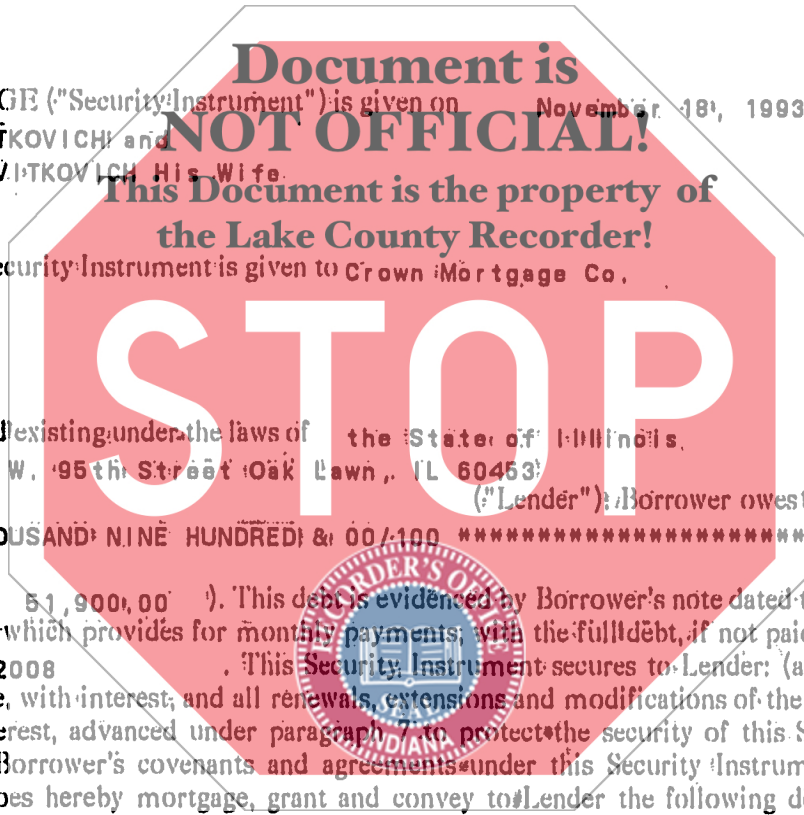 Document is
GE ("Security Instrument") is given on November 18, 1993
TKOVICH and
NOT OFFICIAL!
VITKOVICH His Wife
This Document is the property of
the Lake County Recorder!
ecurity Instrument is given to Crown Mortgage Co.
STOP
existing under the laws of the State of Illinois,
W. 95th Street Oak Lawn, IL 60453
("Lender"). Borrower owes
OUSAND NINE HUNDRED & 00/100 ************************
RECORDER'S OFFICE
51,900.00 ). This debt is evidenced by Borrower's note dated
which provides for monthly payments, with the full debt, if not paid
2008 . This Security Instrument secures to Lender: (a
e, with interest, and all renewals, extensions and modifications of the
SEAL
erest, advanced under paragraph 7 to protect the security of this S
INDIANA
Borrower's covenants and agreements under this Security Instrum
oes hereby mortgage, grant and convey to Lender the following de